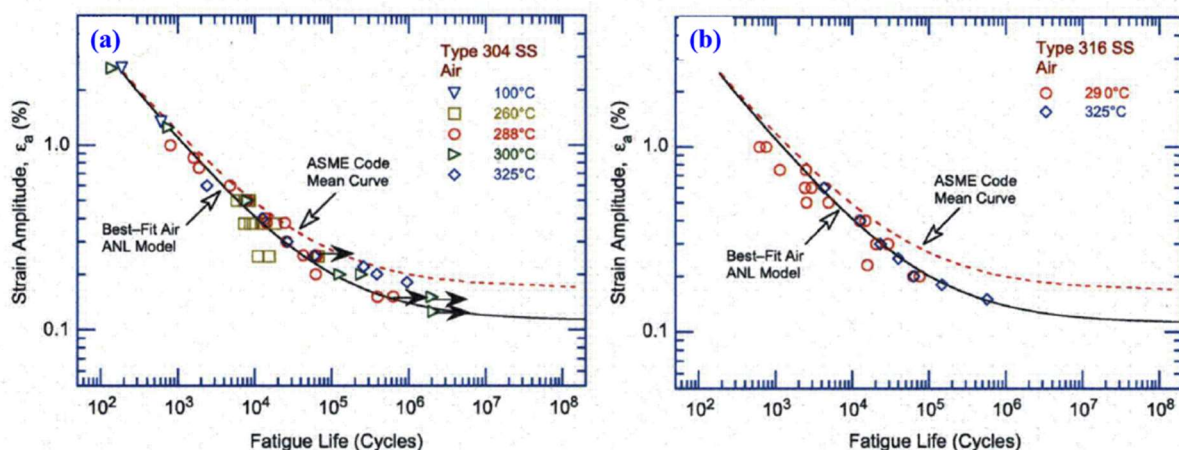 (a)
Type 304 SS
Air
100°C
260°C
288°C
300°C
325°C
ASME Code
Mean Curve
Best–Fit Air
ANL Model
1.0
0.1
Strain Amplitude, εa (%)
10² 10³ 10⁴ 10⁵ 10⁶ 10⁷ 10⁸
Fatigue Life (Cycles)
(b)
Type 316 SS
Air
290°C
325°C
ASME Code
Mean Curve
Best–Fit Air
ANL Model
1.0
0.1
Strain Amplitude, εa (%)
10² 10³ 10⁴ 10⁵ 10⁶ 10⁷ 10⁸
Fatigue Life (Cycles)